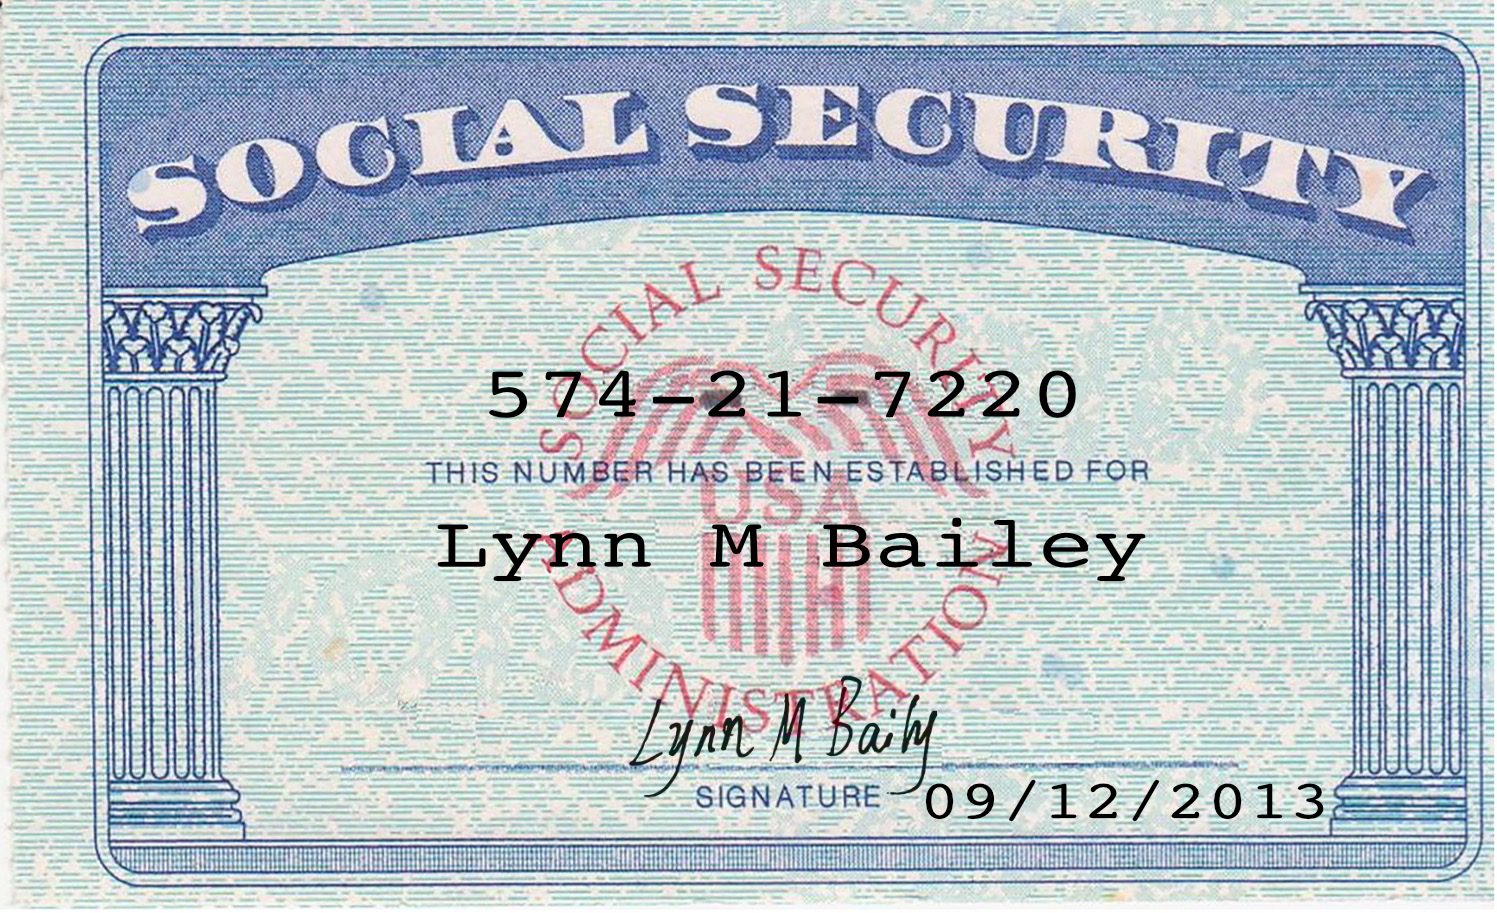 SOCIAL SECURITY
SOCIAL SECURITY
574-21-7220
THIS NUMBER HAS BEEN ESTABLISHED FOR
USA
Lynn M Bailey
ADMINISTRATION
Lynn M Baily
SIGNATURE
09/12/2013